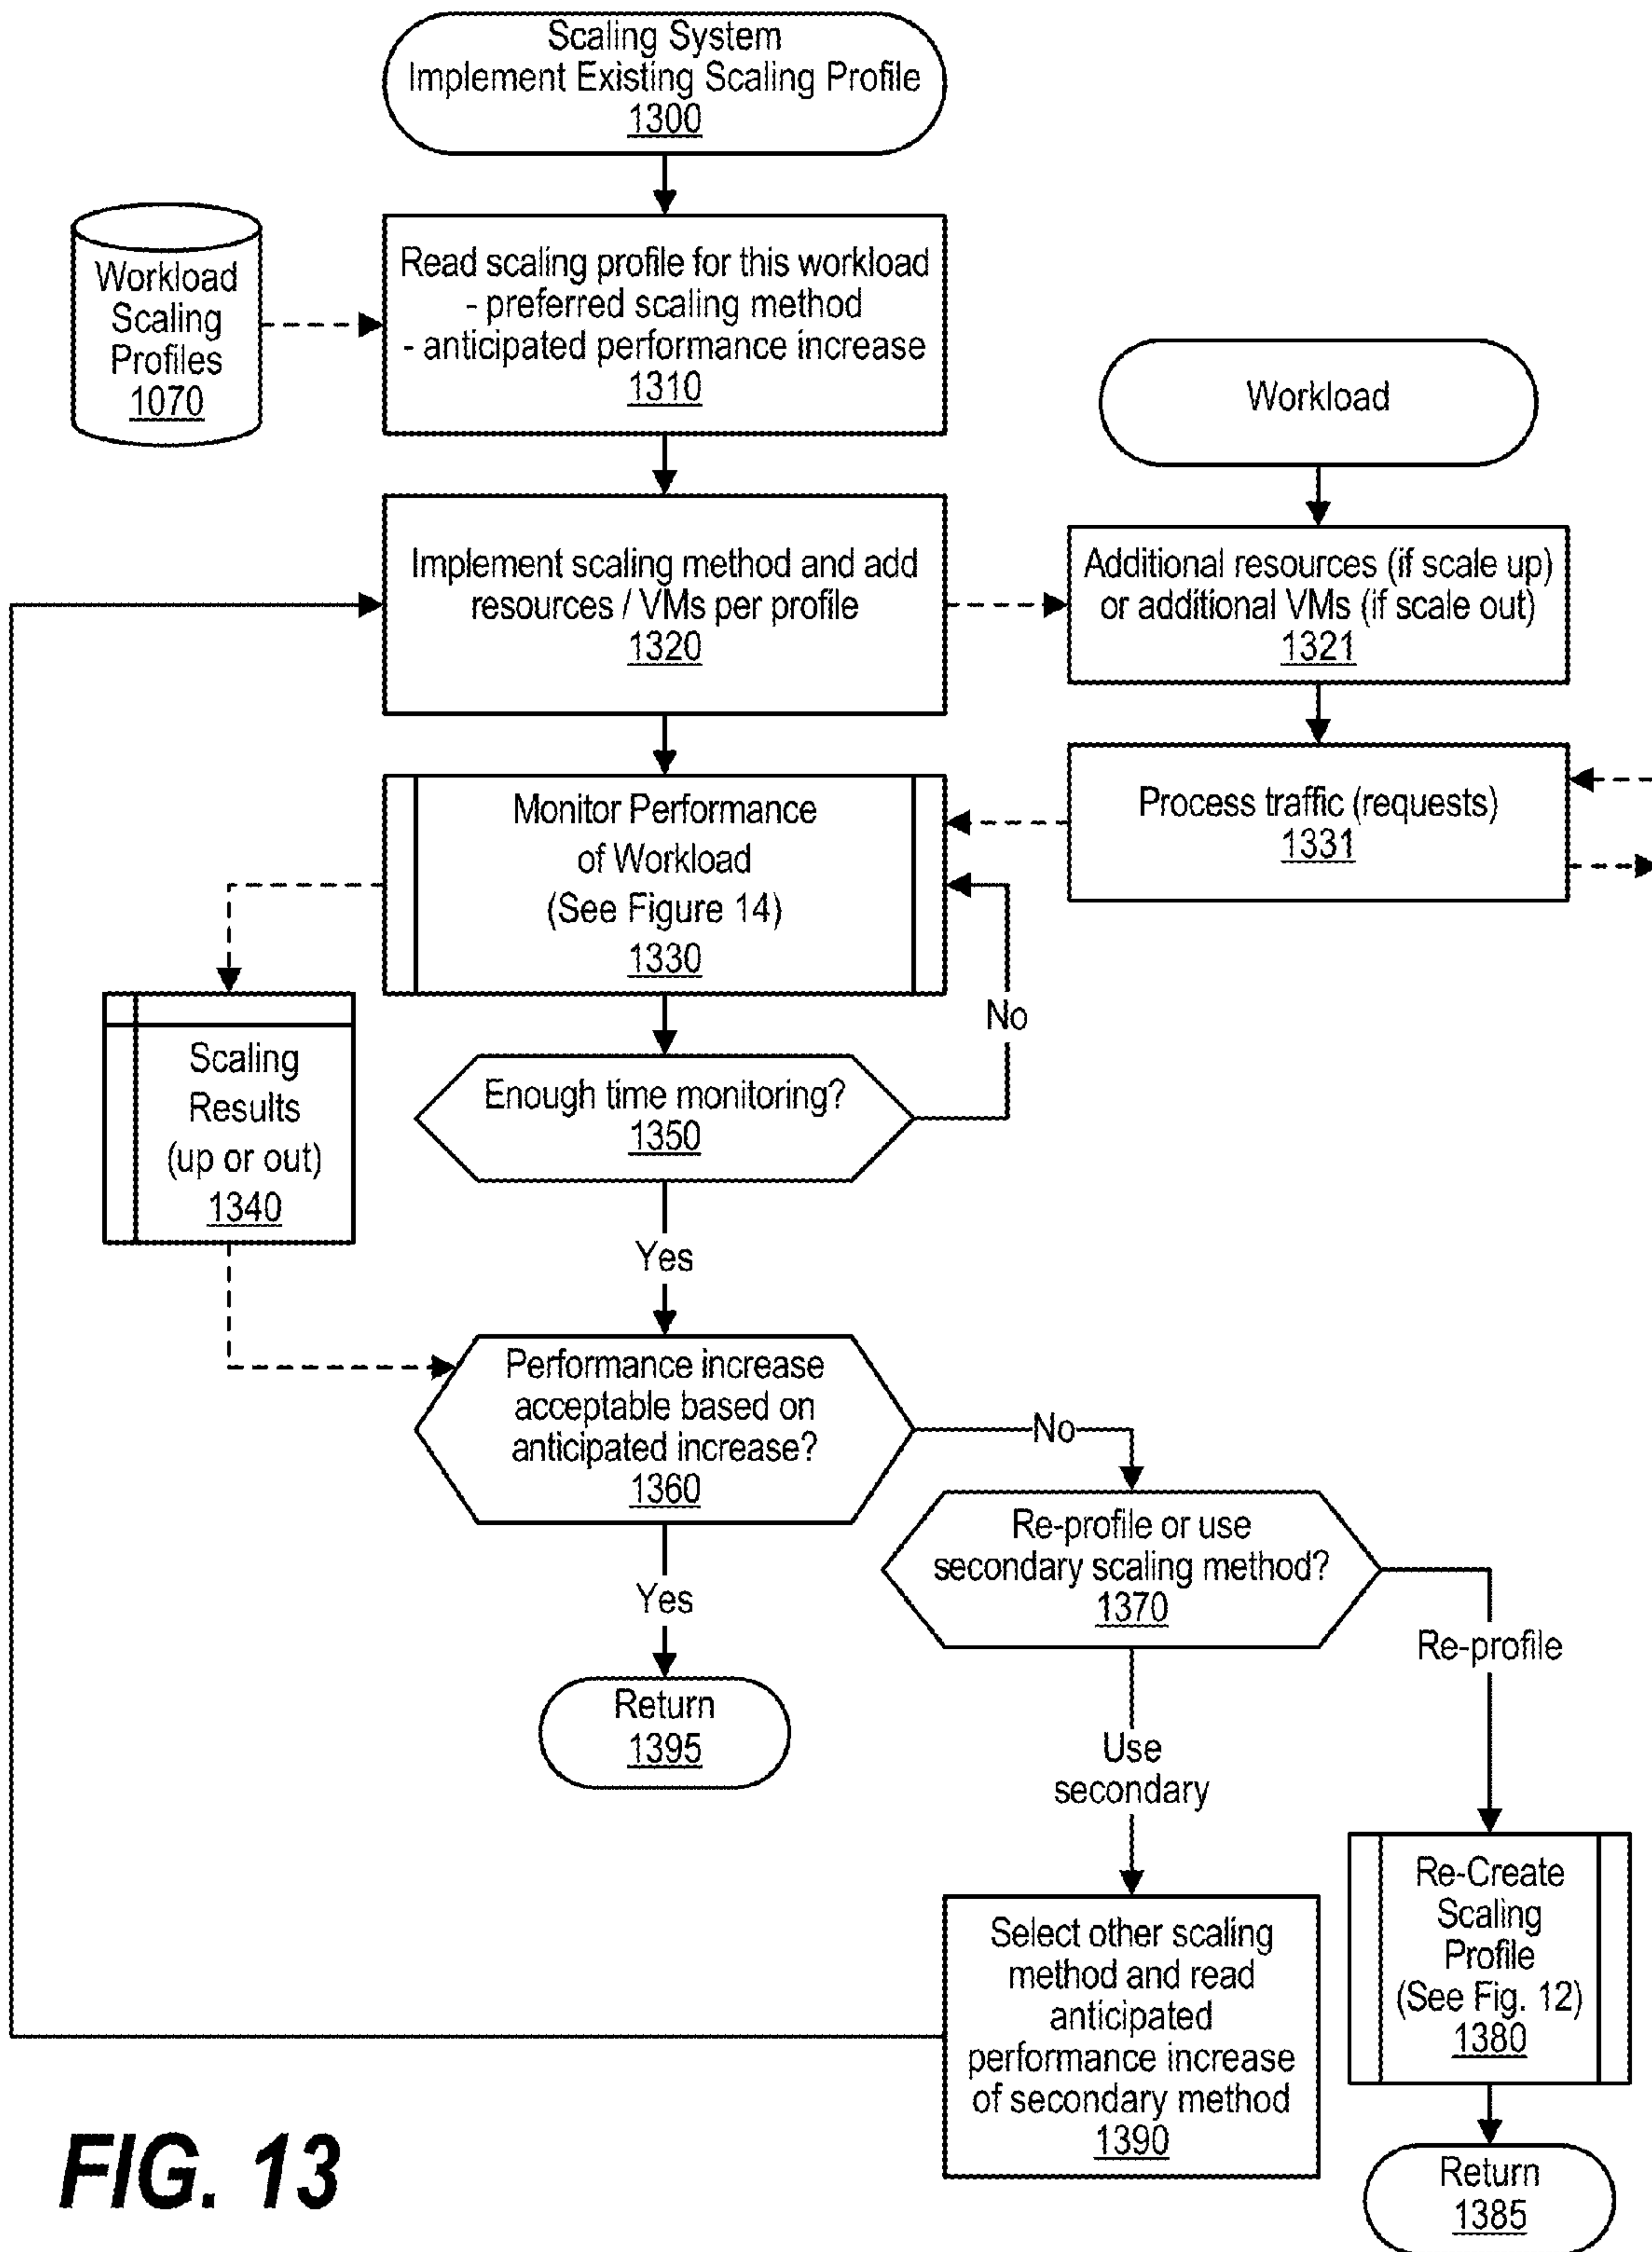 Scaling System
Implement Existing Scaling Profile
1300
Workload
Scaling
Profiles
1070
Read scaling profile for this workload
- preferred scaling method
- anticipated performance increase
1310
Workload
Implement scaling method and add
resources / VMs per profile
1320
Additional resources (if scale up)
or additional VMs (if scale out)
1321
Process traffic (requests)
1331
Monitor Performance
of Workload
(See Figure 14)
1330
No
Scaling
Results
(up or out)
1340
Enough time monitoring?
1350
Yes
Performance increase
acceptable based on
anticipated increase?
1360
No
Re-profile or use
secondary scaling method?
1370
Yes
Return
1395
Re-profile
Use
secondary
Select other scaling
method and read
anticipated
performance increase
of secondary method
1390
Re-Create
Scaling
Profile
(See Fig. 12)
1380
Return
1385
FIG. 13